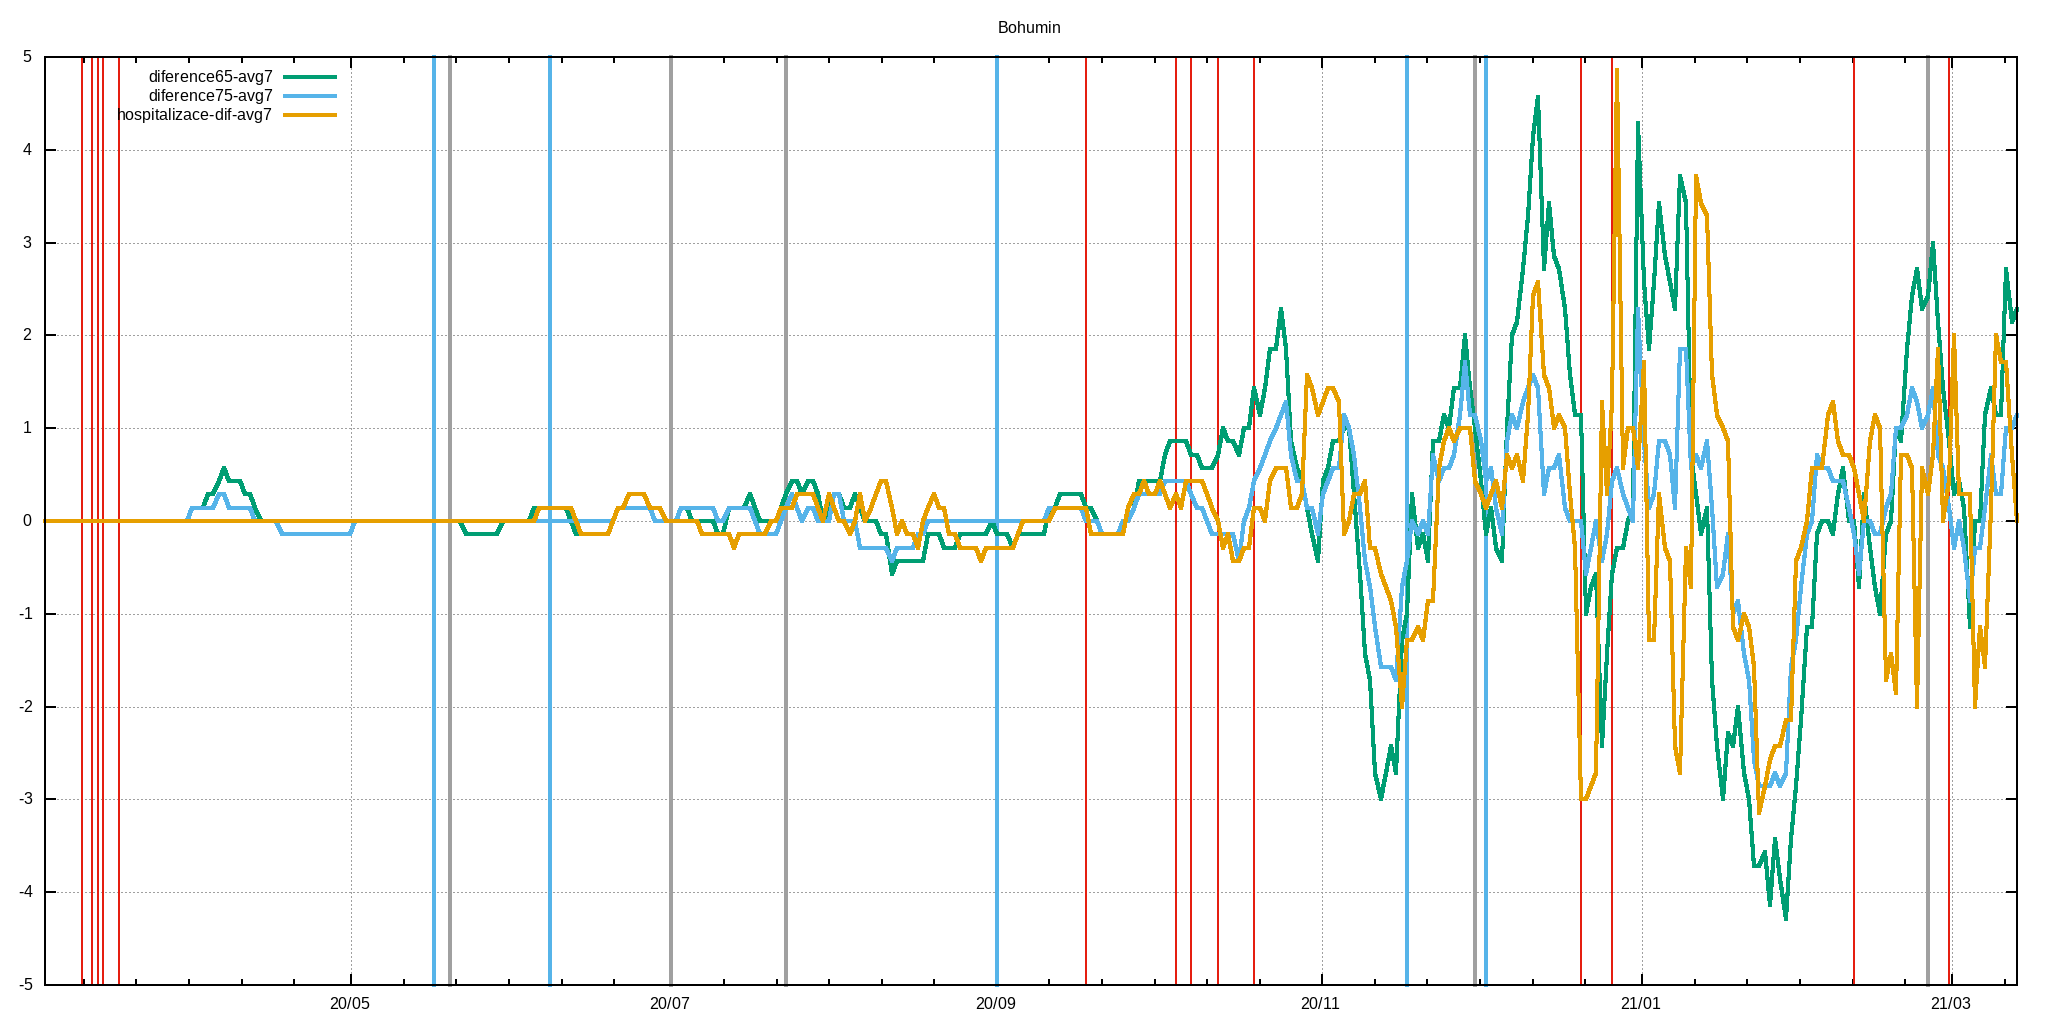 Bohumin
diference65-avg7
diference75-avg7
hospitalizace-dif-avg7
5
4
3
2
1
0
-1
-2
-3
-4
-5
20/05 20/07 20/09 20/11 21/01 21/03